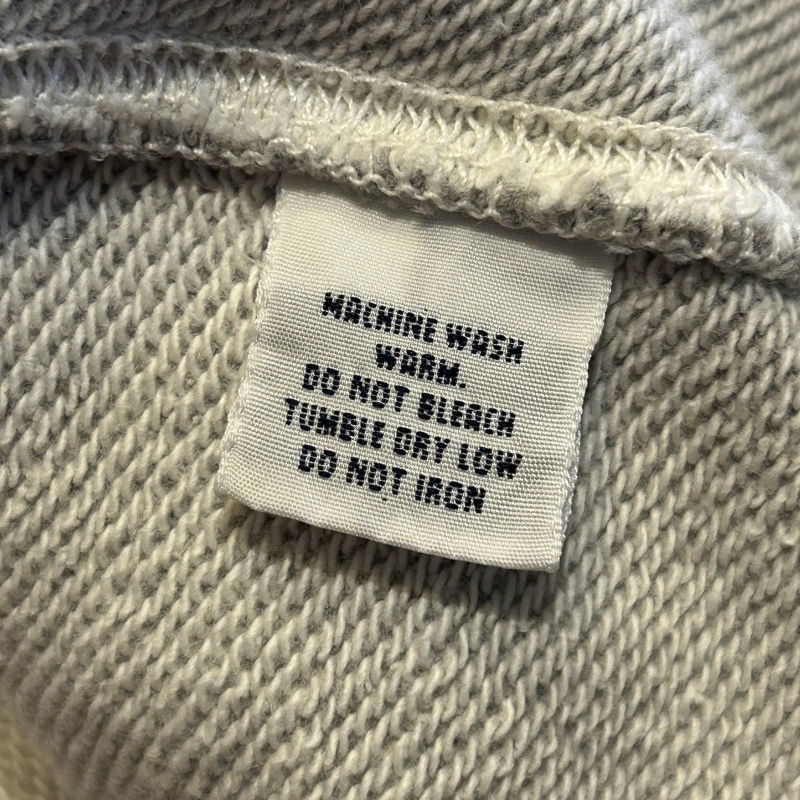 MACHINE WASH
WARM.
DO NOT BLEACH
TUMBLE DRY LOW
DO NOT IRON